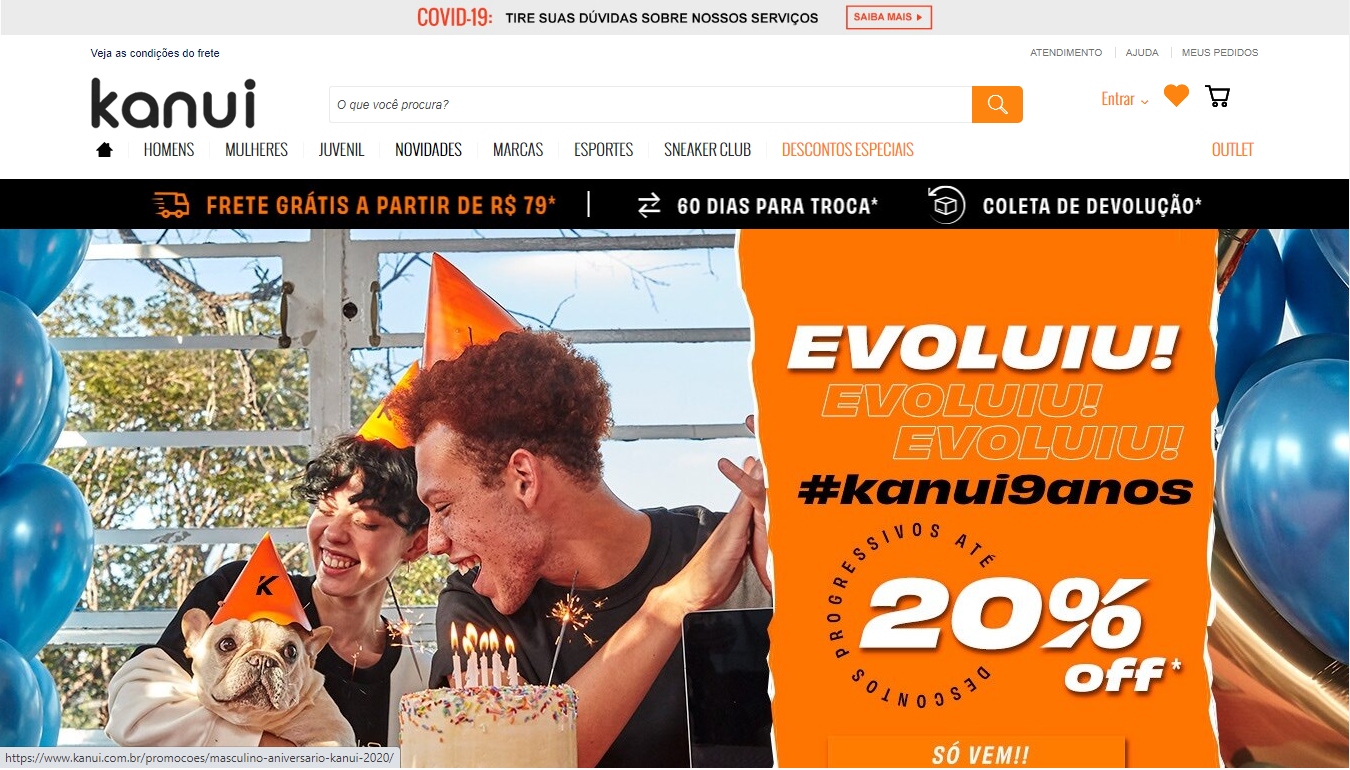 COVID-19: TIRE SUAS DÚVIDAS SOBRE NOSSOS SERVIÇOS SAIBA MAIS
Veja as condições do frete
ATENDIMENTO AJUDA MEUS PEDIDOS
kanui
O que você procura?
Entrar
HOMENS MULHERES JUVENIL NOVIDADES MARCAS ESPORTES SNEAKER CLUB DESCONTOS ESPECIAIS OUTLET
FRETE GRÁTIS A PARTIR DE R$ 79* | 60 DIAS PARA TROCA* COLETA DE DEVOLUÇÃO*
EVOLUIU!
EVOLUIU!
EVOLUIU!
#kanui9anos
DESCONTOS PROGRESSIVOS ATÉ
20%
off*
K
SÓ VEM!!
https://www.kanui.com.br/promocoes/masculino-aniversario-kanui-2020/